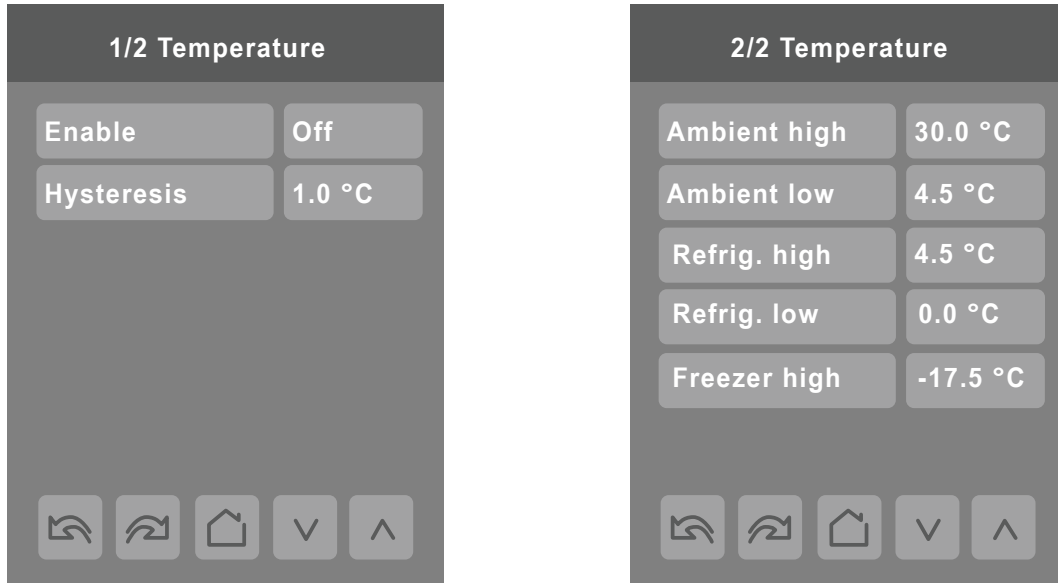 1/2 Temperature
Enable Off
Hysteresis 1.0 °C
2/2 Temperature
Ambient high 30.0 °C
Ambient low 4.5 °C
Refrig. high 4.5 °C
Refrig. low 0.0 °C
Freezer high -17.5 °C